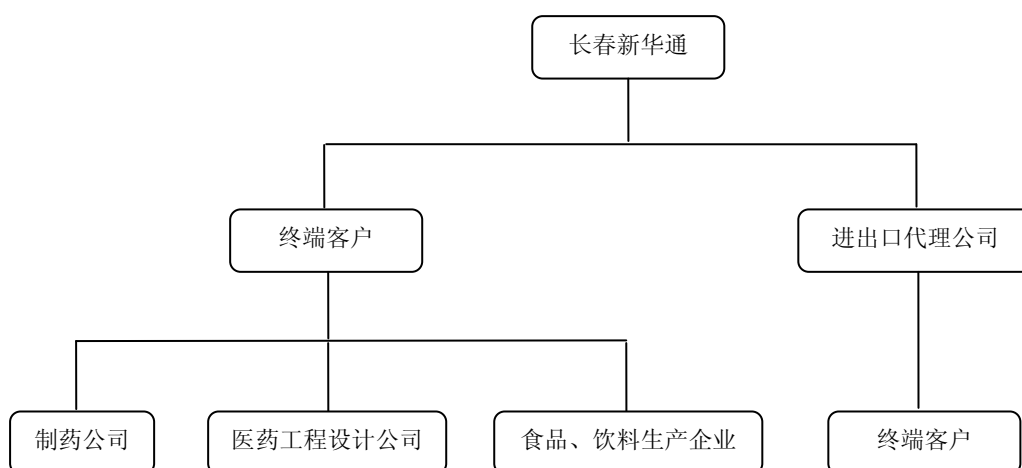 长春新华通
终端客户
进出口代理公司
制药公司
医药工程设计公司
食品、饮料生产企业
终端客户